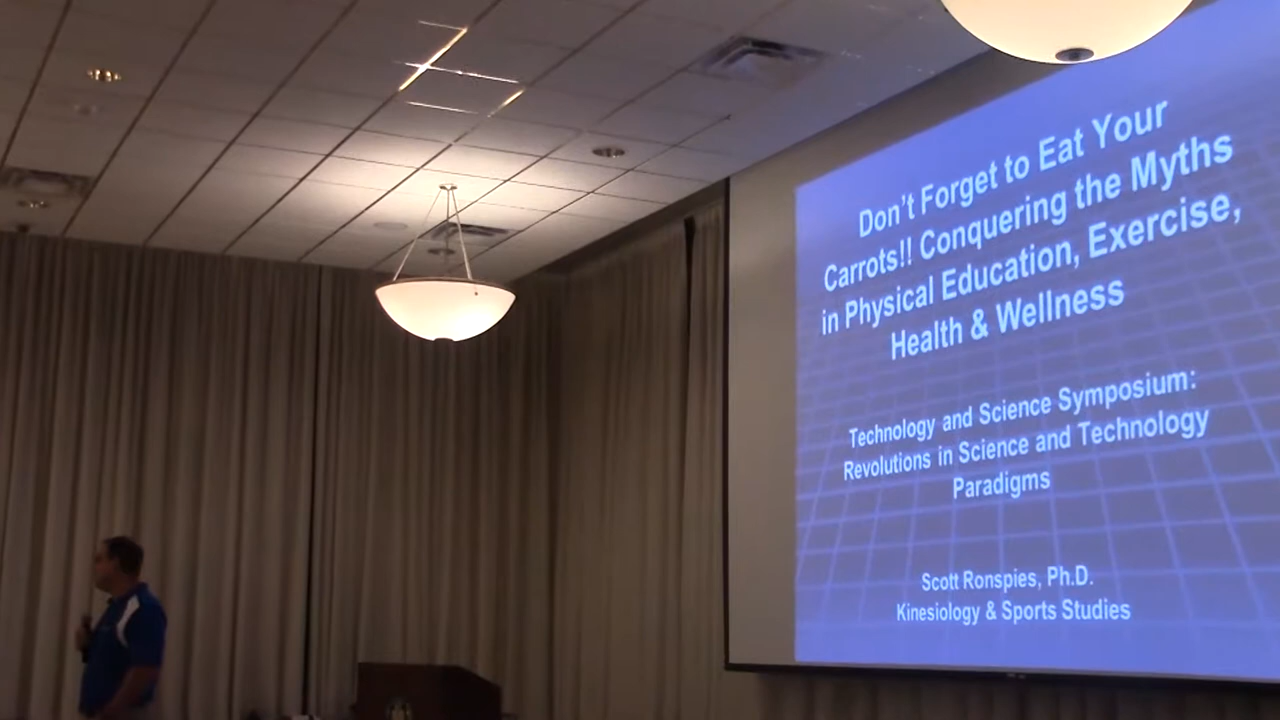 Don't Forget to Eat Your
Carrots!! Conquering the Myths
in Physical Education, Exercise,
Health & Wellness
Technology and Science Symposium:
Revolutions in Science and Technology
Paradigms
Scott Ronspies, Ph.D.
Kinesiology & Sports Studies